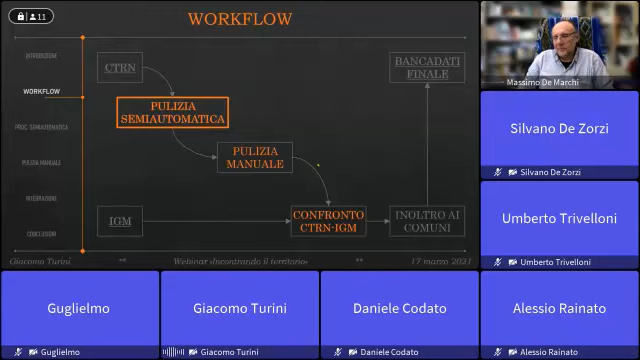 11
WORKFLOW
INTRODUZIONE
WORKFLOW
PROC. SEMIAUTOMATICA
PULIZIA MANUALE
INTEGRAZIONI
CONCLUSIONI
CTRN
PULIZIA
SEMIAUTOMATICA
PULIZIA
MANUALE
IGM
CONFRONTO
CTRN-IGM
INOLTRO AI
COMUNI
BANCADATI
FINALE
Giacomo Turini
**
Webinar «Incontrando il territorio»
**
17 marzo 2021
Massimo De Marchi
Silvano De Zorzi
Silvano De Zorzi
Umberto Trivelloni
Umberto Trivelloni
Guglielmo
Guglielmo
Giacomo Turini
Giacomo Turini
Daniele Codato
Daniele Codato
Alessio Rainato
Alessio Rainato